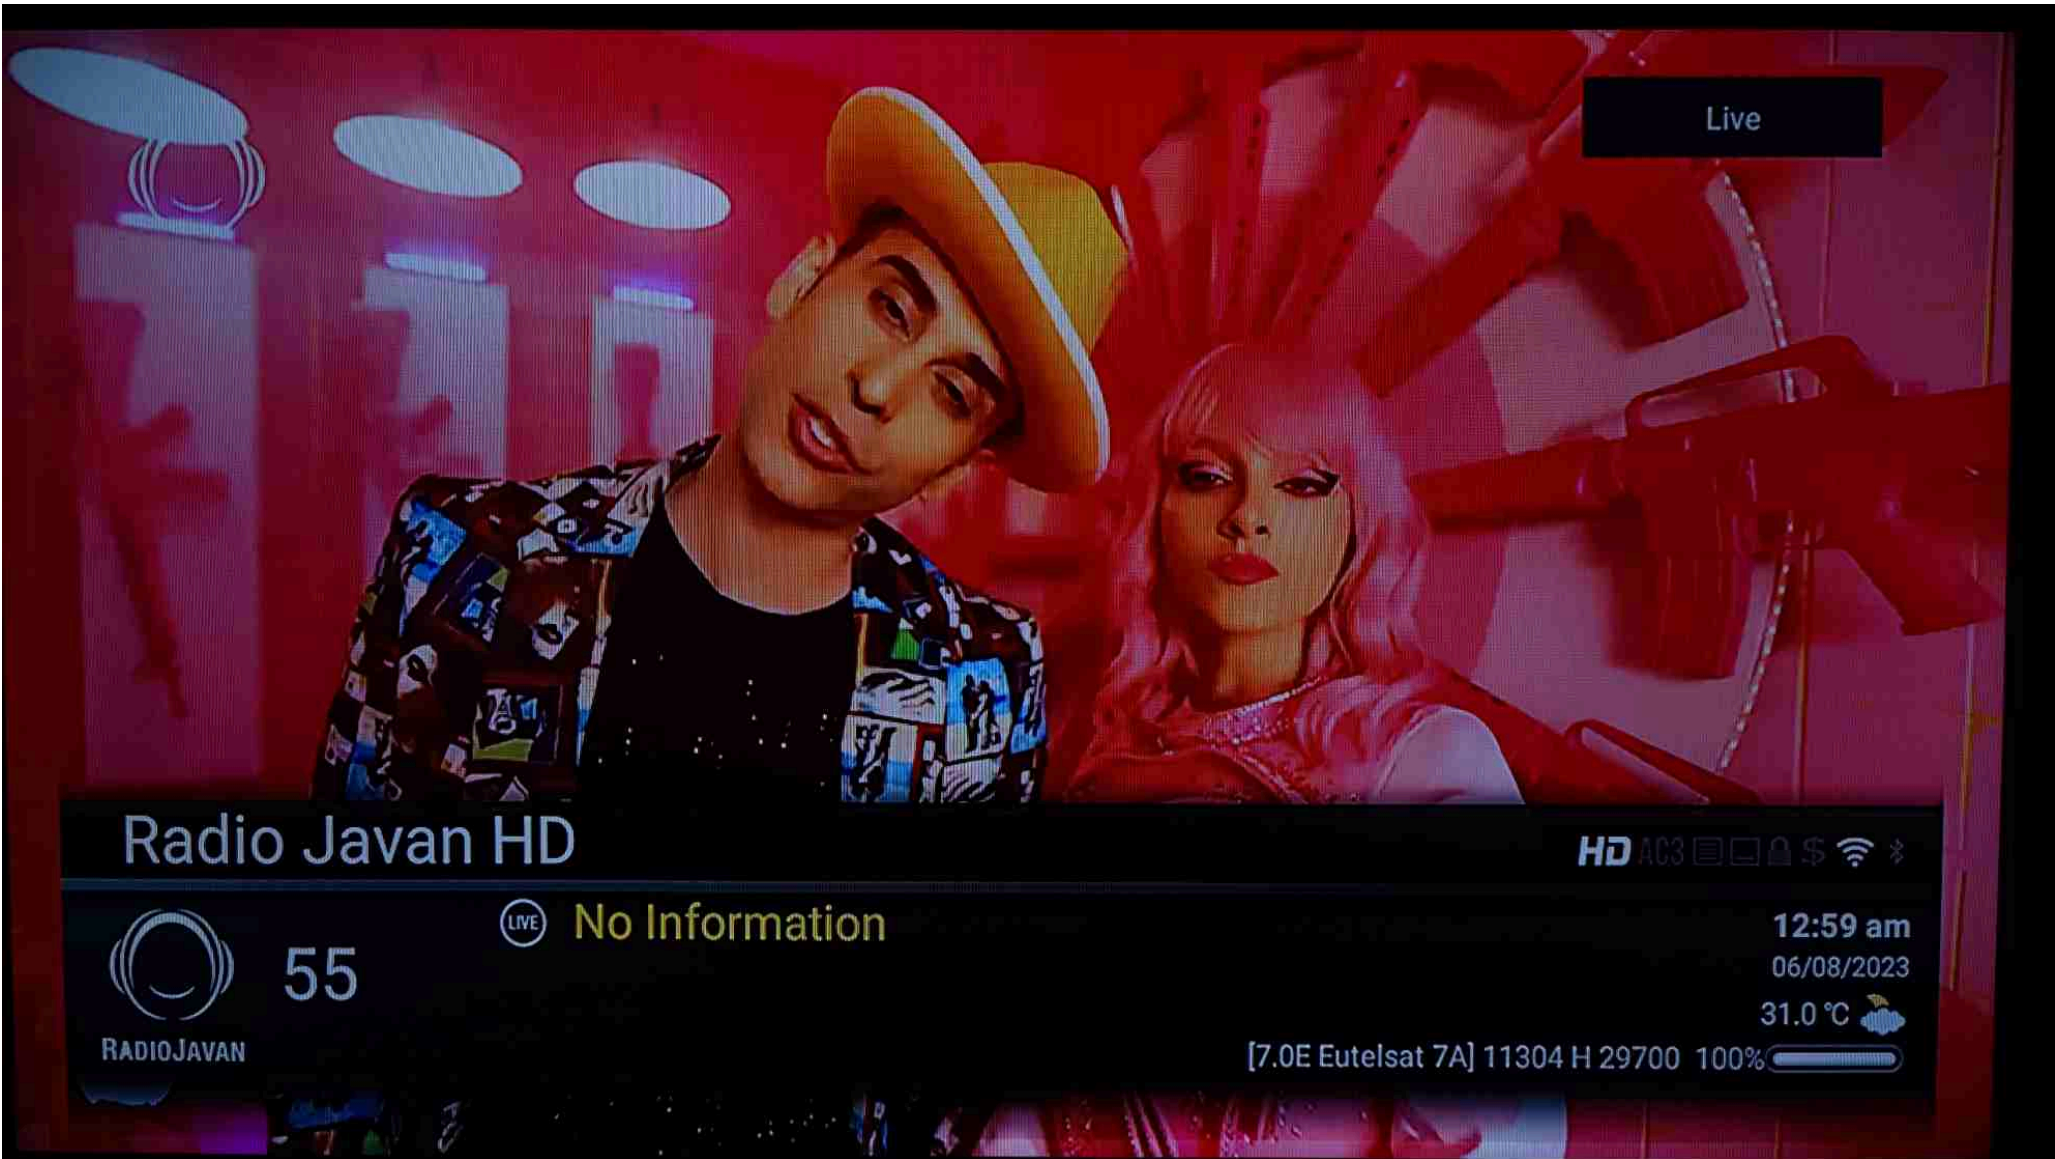 Live
Radio Javan HD
HD AC3 $
LIVE No Information
55
RADIOJAVAN
12:59 am
06/08/2023
31.0 °C
[7.0E Eutelsat 7A] 11304 H 29700 100%